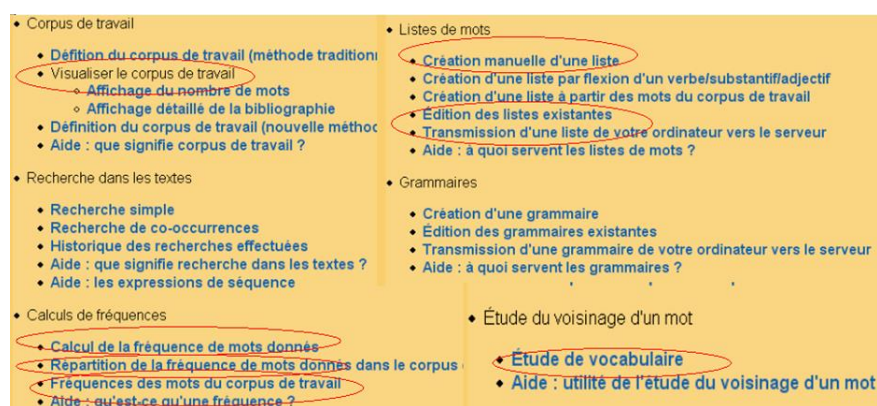 Corpus de travail
Défition du corpus de travail (méthode traditionn
Visualiser le corpus de travail
Affichage du nombre de mots
Affichage détaillé de la bibliographie
Définition du corpus de travail (nouvelle méthoc
Aide : que signifie corpus de travail ?
Recherche dans les textes
Recherche simple
Recherche de co-occurrences
Historique des recherches effectuées
Aide : que signifie recherche dans les textes ?
Aide : les expressions de séquence
Calculs de fréquences
Calcul de la fréquence de mots donnés
Répartition de la fréquence de mots donnés dans le corpus
Fréquences des mots du corpus de travail
Aide : qu'est-ce qu'une fréquence ?
Listes de mots
Création manuelle d'une liste
Création d'une liste par flexion d'un verbe/substantif/adjectif
Création d'une liste à partir des mots du corpus de travail
Édition des listes existantes
Transmission d'une liste de votre ordinateur vers le serveur
Aide : à quoi servent les listes de mots ?
Grammaires
Création d'une grammaire
Édition des grammaires existantes
Transmission d'une grammaire de votre ordinateur vers le serveur
Aide : à quoi servent les grammaires ?
Étude du voisinage d'un mot
Étude de vocabulaire
Aide : utilité de l'étude du voisinage d'un mot